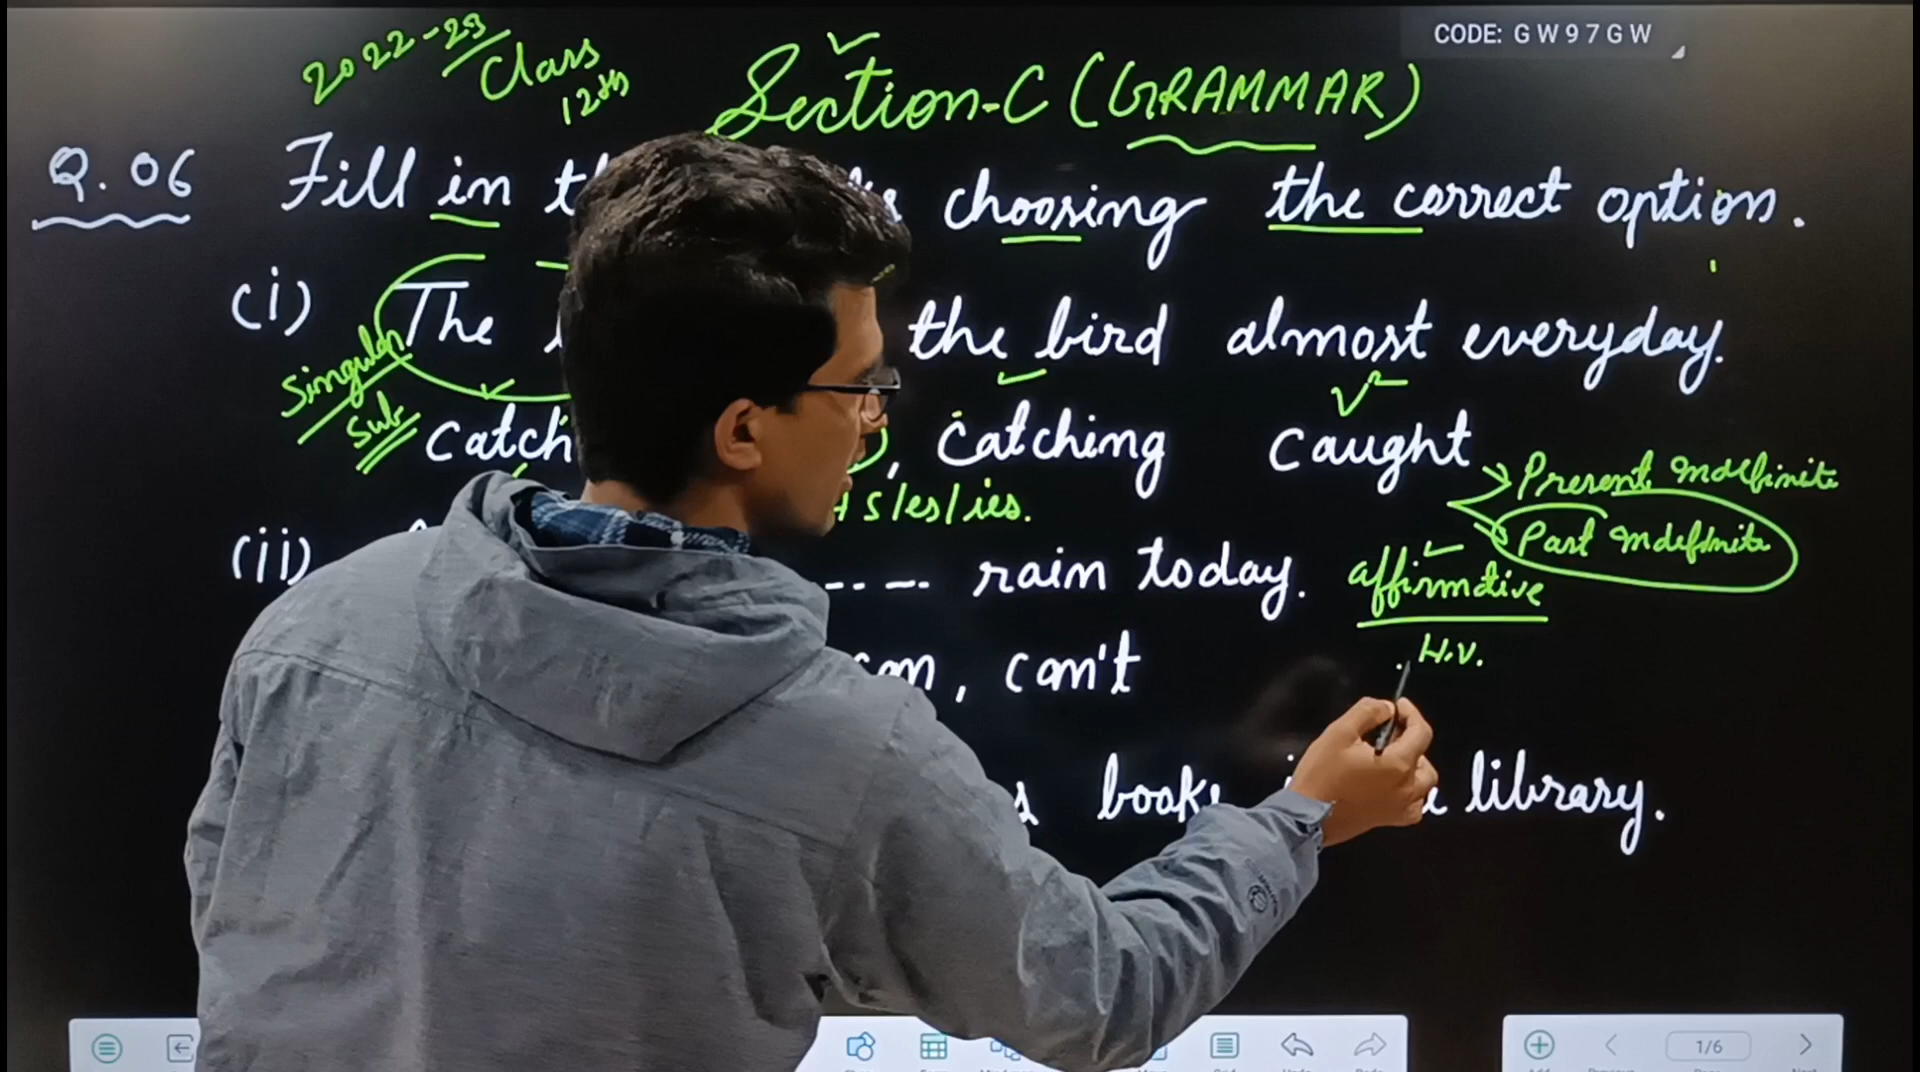 CODE: GW97GW
2022-23 Class 12th
Section-C (GRAMMAR)
Q. 06 Fill in choosing the correct option.
(i) The the bird almost everyday.
Singular Sub
catch , catching caught
s/es/ies.
Present Indefinite
Past Indefinite
(ii) rain today.
affirmative
H.V.
can, can't
books library.
1/6